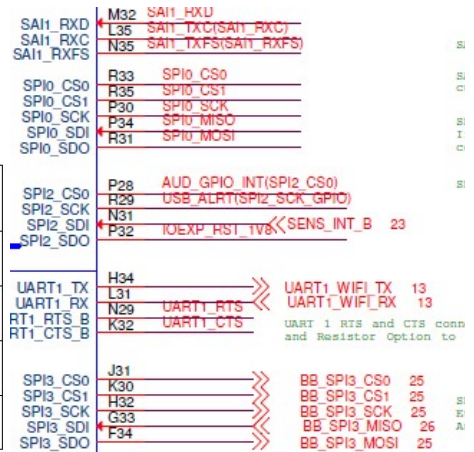 SAI1_RXD M32 SAI1_RXD
SAI1_RXC L35 SAI1_TXC(SAI1_RXC)
SAI1_RXFS N35 SAI1_TXFS(SAI1_RXFS)
SPI0_CS0 R33 SPI0_CS0
SPI0_CS1 R35 SPI0_CS1
SPI0_SCK P30 SPI0_SCK
SPI0_SDI P34 SPI0_MISO
SPI0_SDO R31 SPI0_MOSI
SPI2_CS0 P28 AUD_GPIO_INT(SPI2_CS0)
SPI2_SCK R29 USB_ALRT(SPI2_SCK_GPIO)
SPI2_SDI N31 SENS_INT_B 23
SPI2_SDO P32 IOEXP_RST_1V8
UART1_TX H34 UART1_WIFI_TX 13
UART1_RX L31 UART1_WIFI_RX 13
RT1_RTS_B N29 UART1_RTS
RT1_CTS_B K32 UART1_CTS
UART 1 RTS and CTS conn
and Resistor Option to
SPI3_CS0 J31 BB_SPI3_CS0 25
SPI3_CS1 K30 BB_SPI3_CS1 25
SPI3_SCK H32 BB_SPI3_SCK 25
SPI3_SDI G33 BB_SPI3_MISO 26
SPI3_SDO F34 BB_SPI3_MOSI 25